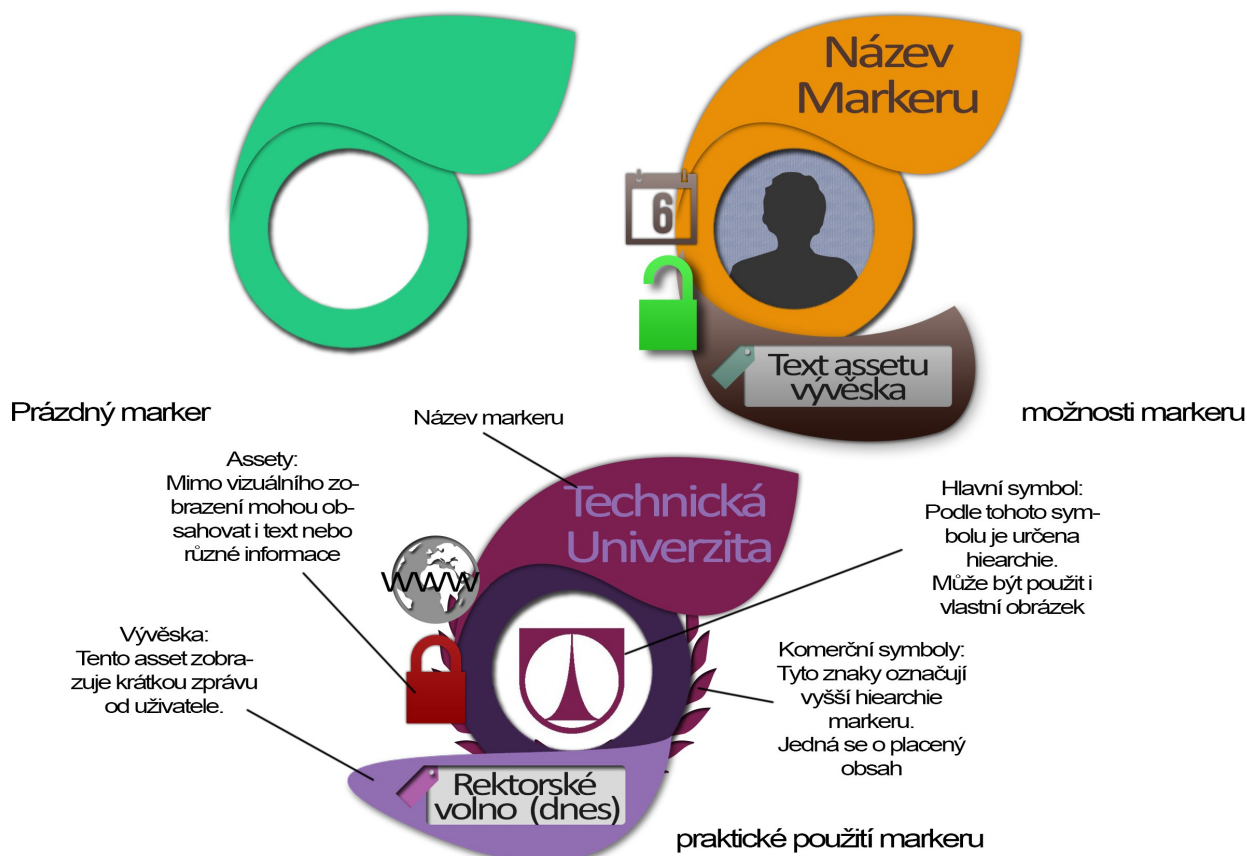 Název
Markeru
6
Text assetu
vývěska
Prázdný marker
možnosti markeru
Název markeru
Assety:
Mimo vizuálního zo-
brazení mohou ob-
sahovat i text nebo
různé informace
Technická
Univerzita
Hlavní symbol:
Podle tohoto sym-
bolu je určena
hiearchie.
Může být použit i
vlastní obrázek
WWW
Vývěska:
Tento asset zobra-
zuje krátkou zprávu
od uživatele.
Komerční symboly:
Tyto znaky označují
vyšší hiearchie
markeru.
Jedná se o placený
obsah
Rektorské
volno (dnes)
praktické použití markeru